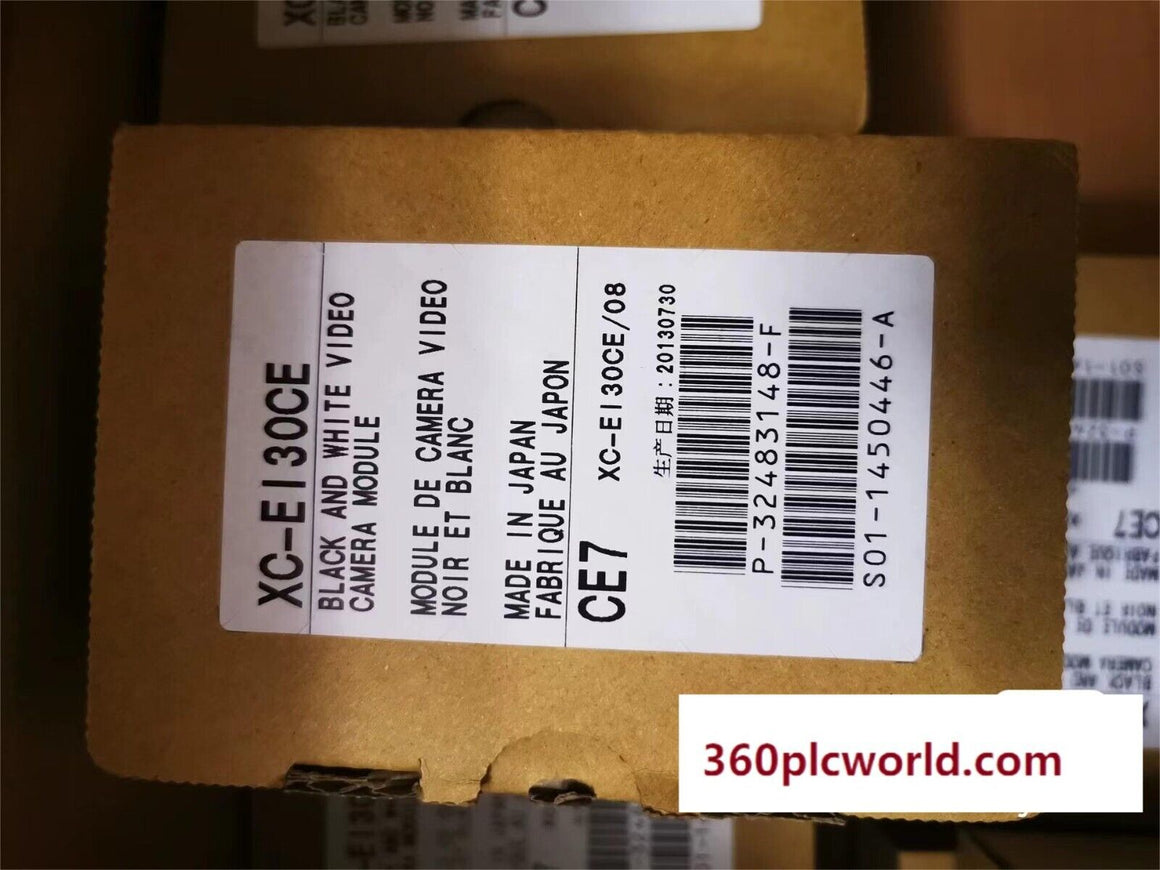 XC-EI30CE
BLACK AND WHITE VIDEO
CAMERA MODULE
MODULE DE CAMERA VIDEO
NOIR ET BLANC
MADE IN JAPAN
FABRIQUE AU JAPON
CE7
XC-EI30CE/08
生产日期：20130730
P-32483148-F
S01-1450446-A
360plcworld.com